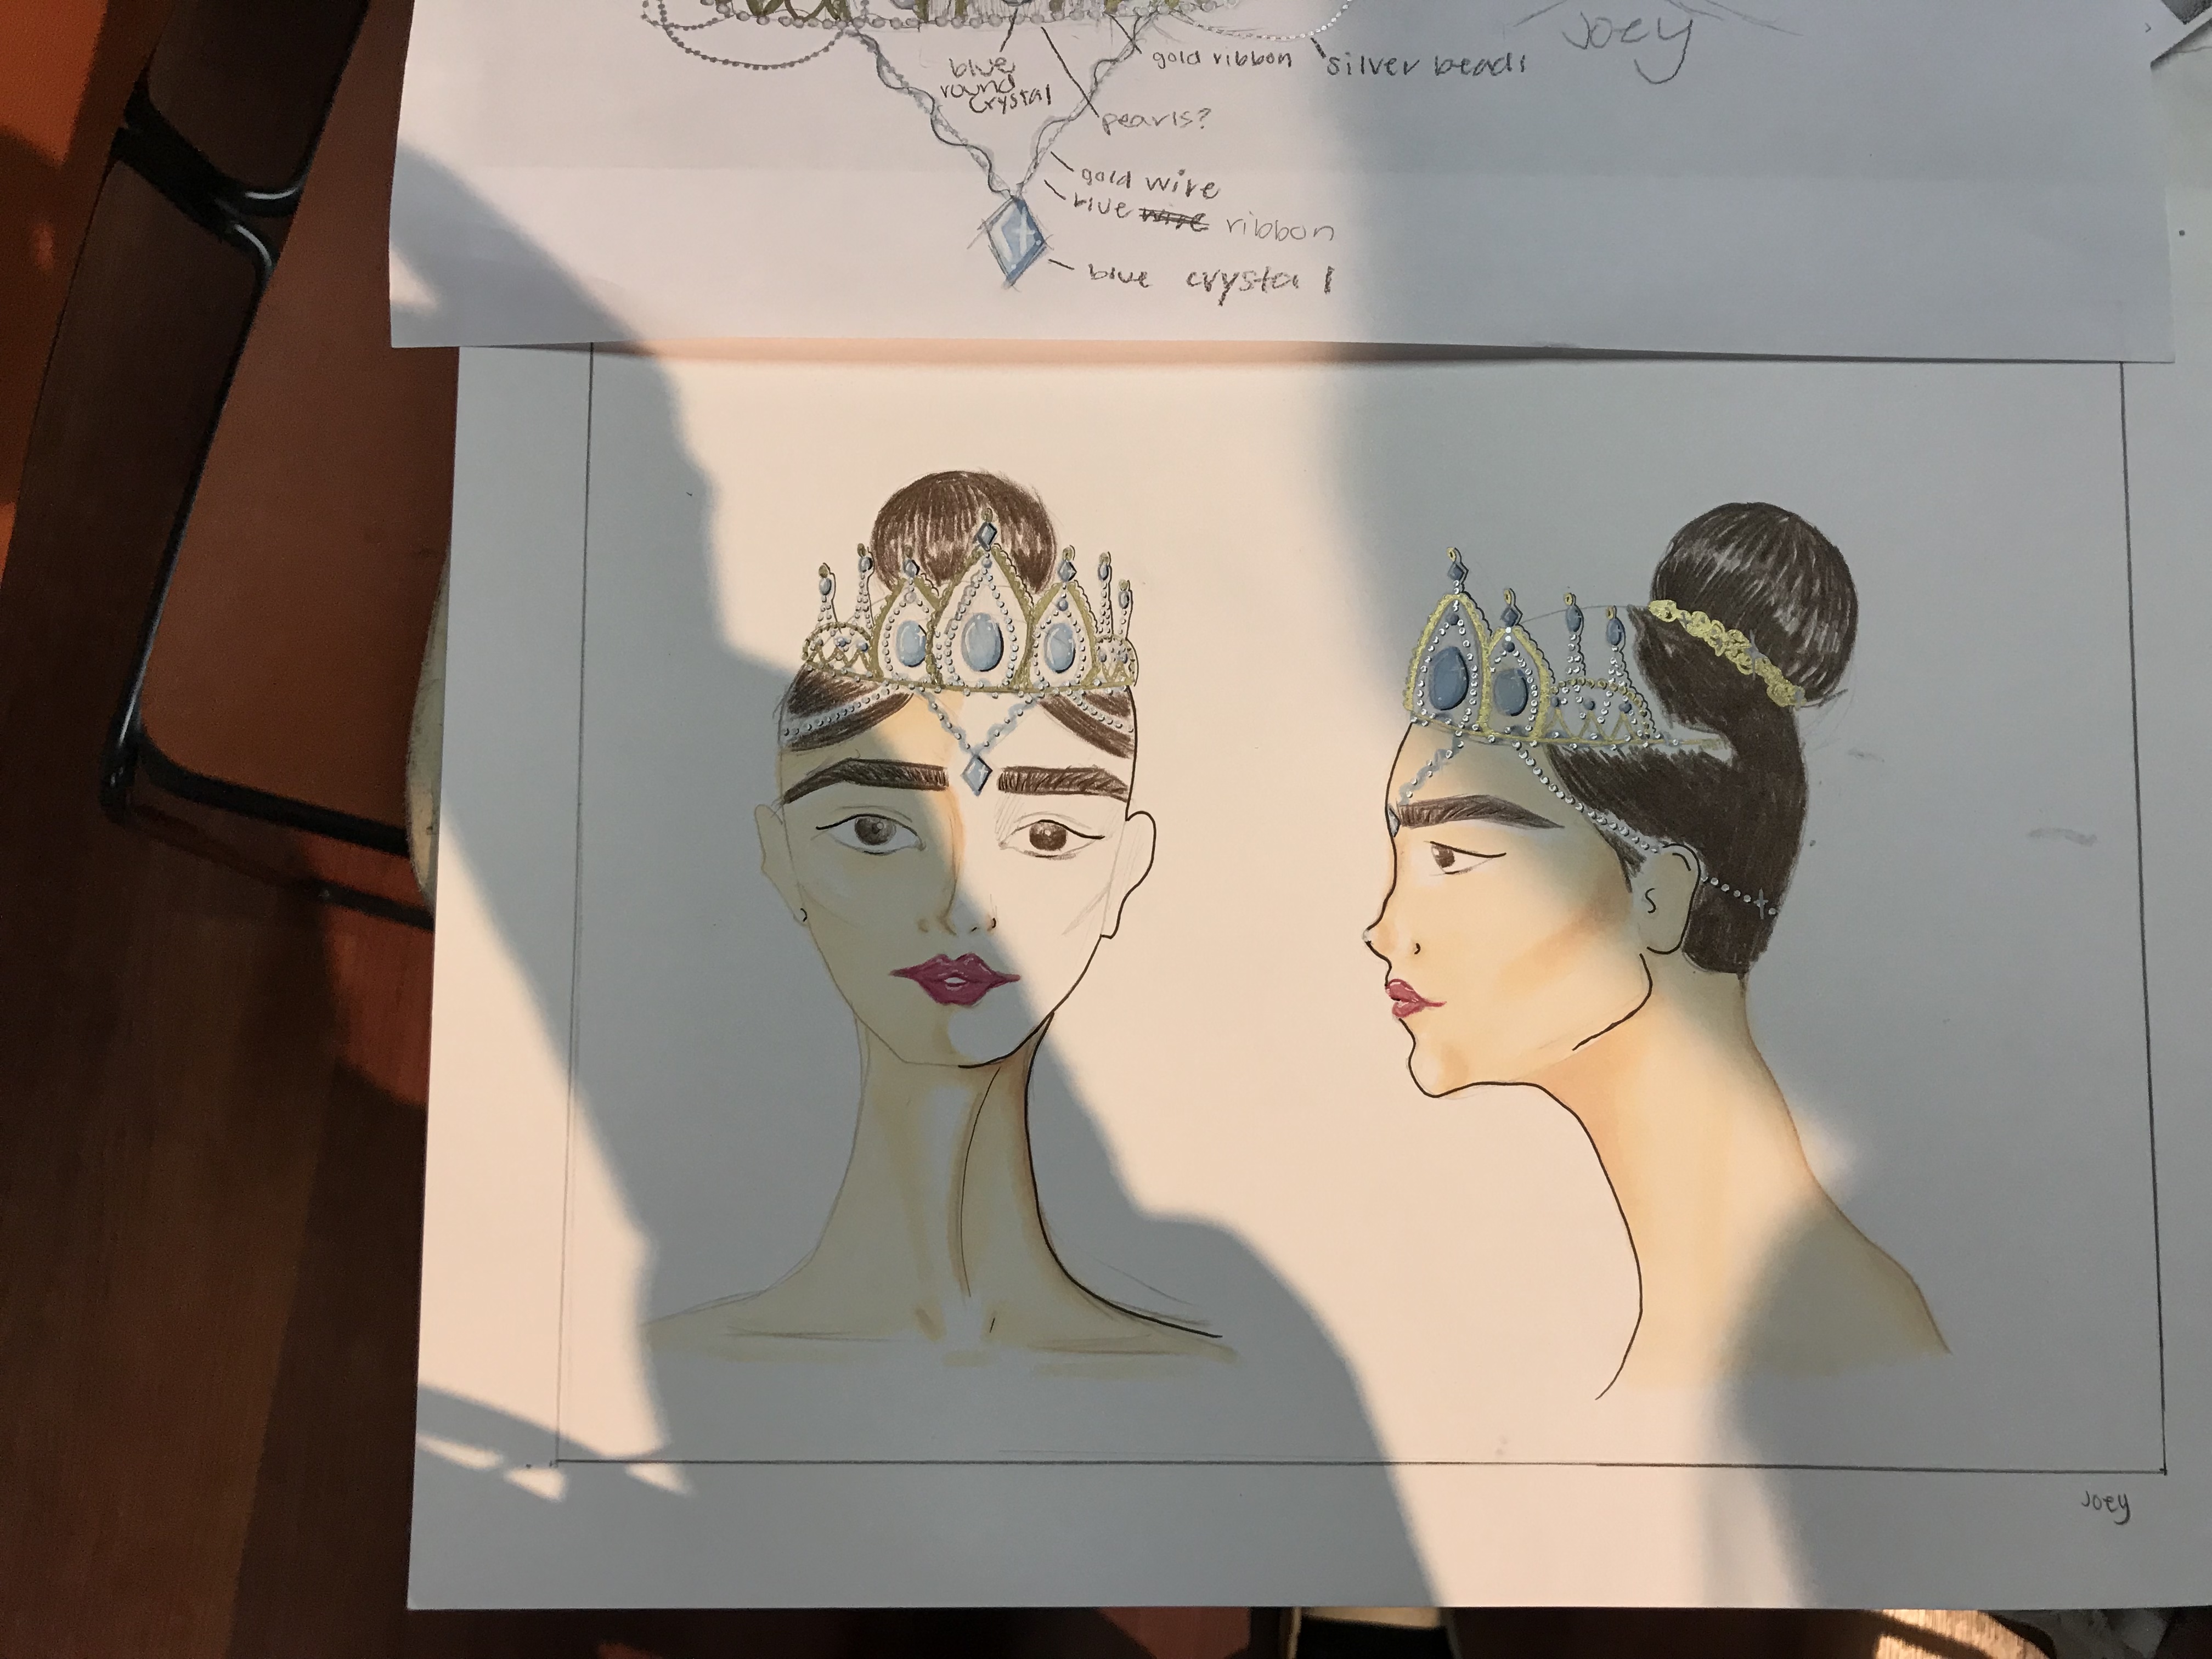 Joey
gold ribbon
silver beads
blue
round
crystal
pearls?
gold wire
blue wire ribbon
blue crystal
Joey